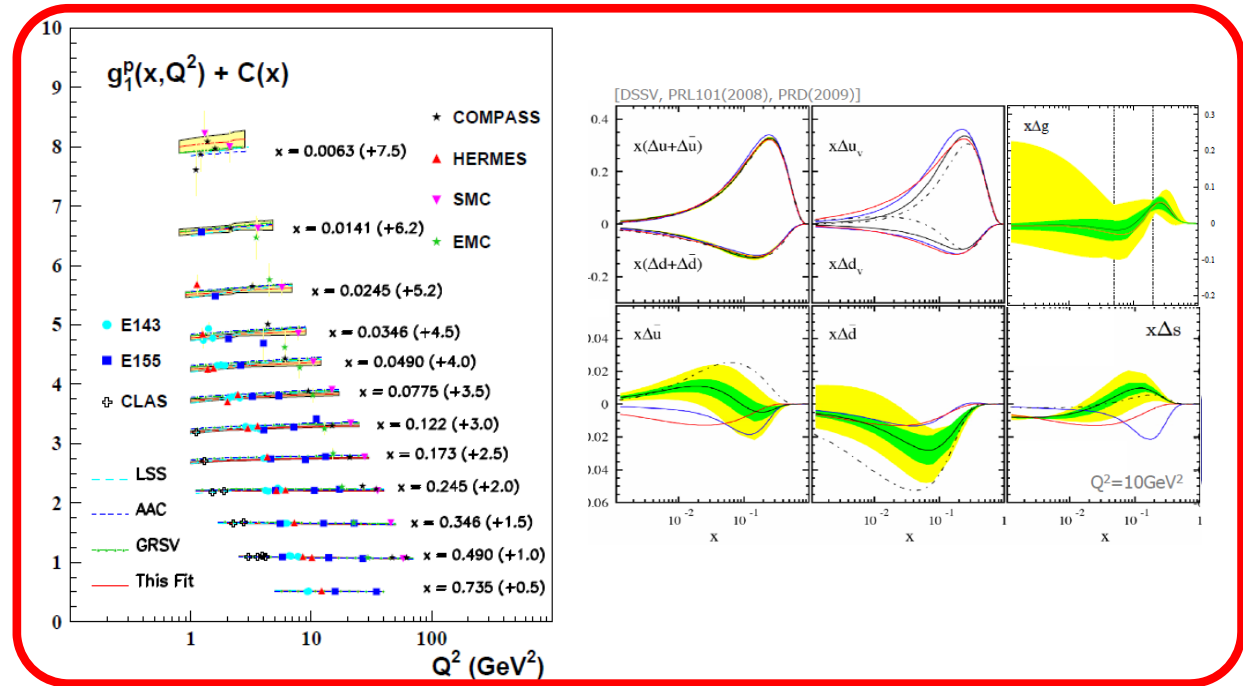 10
9
8
7
6
5
4
3
2
1
0
g₁ᵖ(x,Q²) + C(x)
COMPASS
HERMES
SMC
EMC
E143
E155
CLAS
LSS
AAC
GRSV
This Fit
x = 0.0063 (+7.5)
x = 0.0141 (+6.2)
x = 0.0245 (+5.2)
x = 0.0346 (+4.5)
x = 0.0490 (+4.0)
x = 0.0775 (+3.5)
x = 0.122 (+3.0)
x = 0.173 (+2.5)
x = 0.245 (+2.0)
x = 0.346 (+1.5)
x = 0.490 (+1.0)
x = 0.735 (+0.5)
1 10 100
Q² (GeV²)
[DSSV, PRL101(2008), PRD(2009)]
0.4
0.2
0
-0.2
x(Δu+Δū)
x(Δd+Δd̄)
xΔuᵥ
xΔdᵥ
xΔg
0.3
0.2
0.1
0
-0.1
-0.2
0.04
0.02
0
0.02
0.04
0.06
xΔū
xΔd̄
xΔs
Q²=10GeV²
10⁻² 10⁻¹
10⁻² 10⁻¹ 1
10⁻² 10⁻¹ 1
x x x